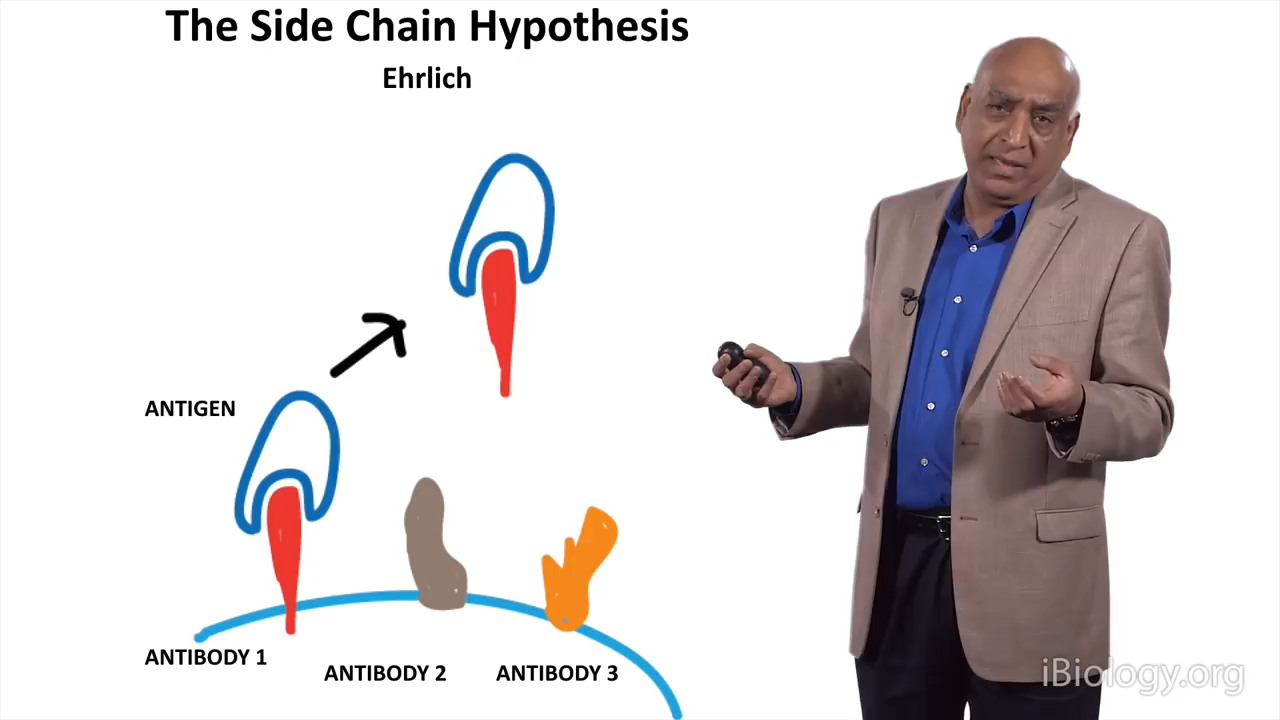 The Side Chain Hypothesis
Ehrlich
ANTIGEN
ANTIBODY 1
ANTIBODY 2
ANTIBODY 3
iBiology.org